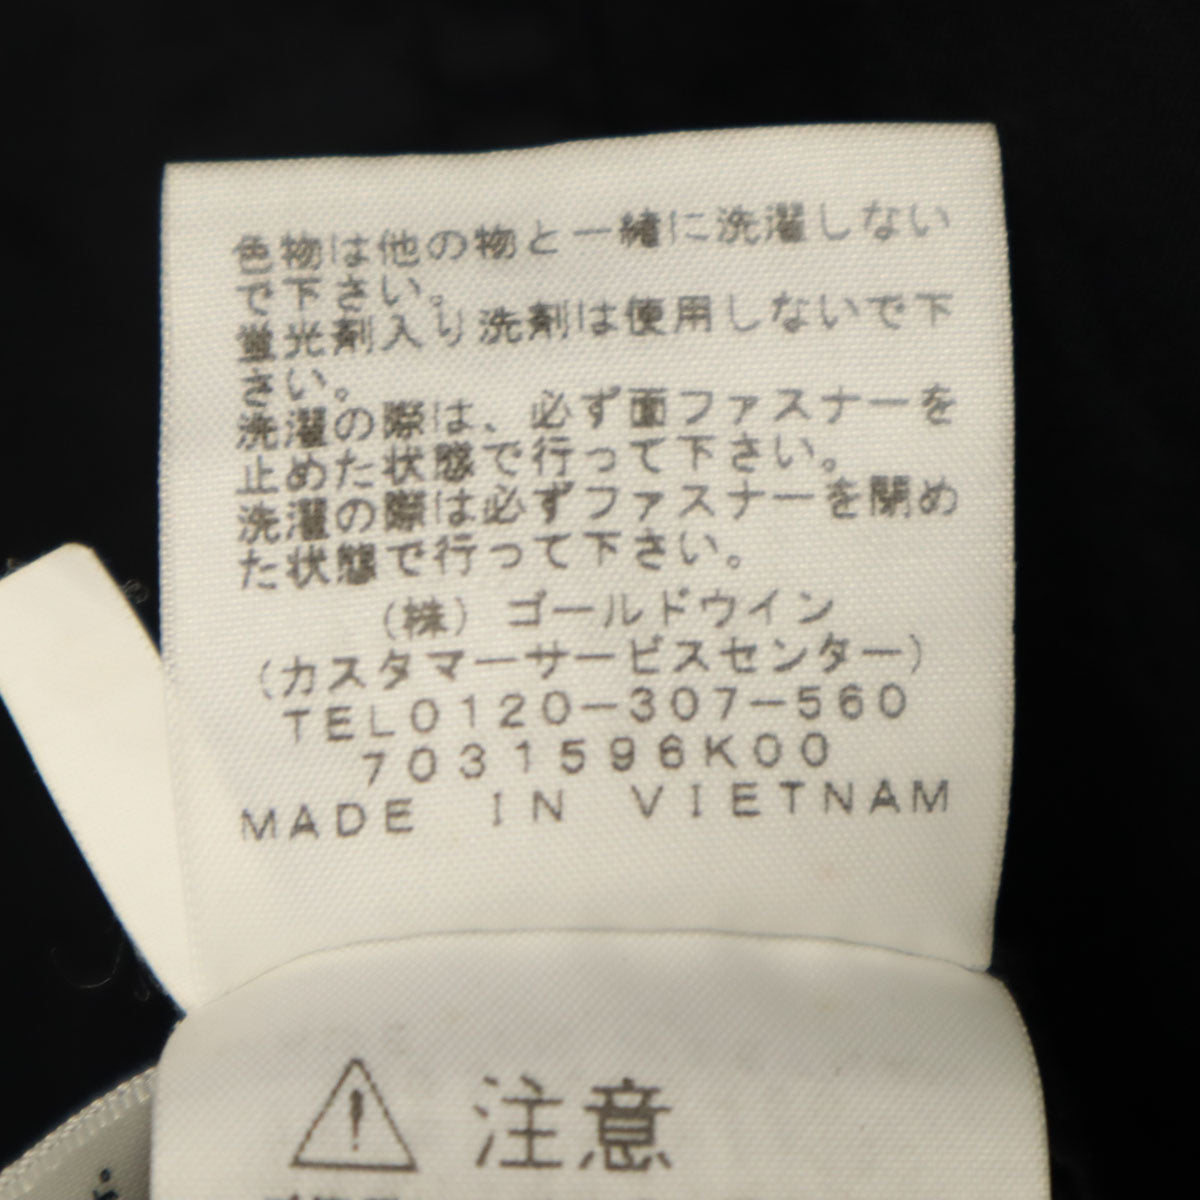 色物は他の物と一緒に洗濯しない
で下さい。
蛍光剤入り洗剤は使用しないで下
さい。
洗濯の際は、必ず面ファスナーを
止めた状態で行って下さい。
洗濯の際は必ずファスナーを閉め
た状態で行って下さい。
(株) ゴールドウイン
(カスタマーサービスセンター)
TEL0120-307-560
7031596K00
MADE IN VIETNAM
注意